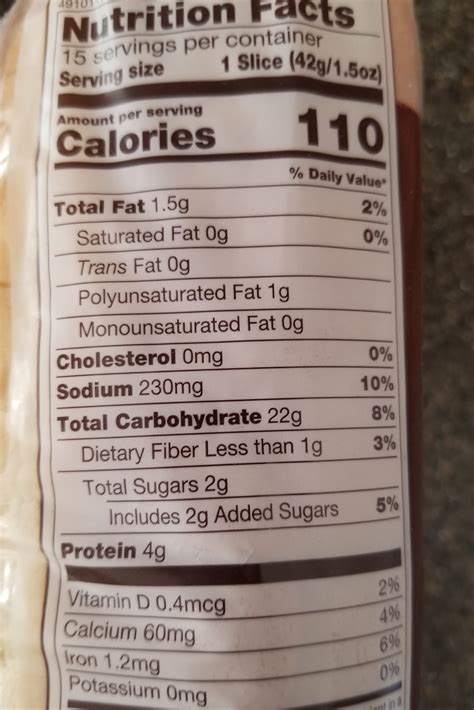 49101
Nutrition Facts
15 servings per container
Serving size 1 Slice (42g/1.5oz)
Amount per serving
Calories 110
% Daily Value*
Total Fat 1.5g 2%
Saturated Fat 0g 0%
Trans Fat 0g
Polyunsaturated Fat 1g
Monounsaturated Fat 0g
Cholesterol 0mg 0%
Sodium 230mg 10%
Total Carbohydrate 22g 8%
Dietary Fiber Less than 1g 3%
Total Sugars 2g
Includes 2g Added Sugars 5%
Protein 4g
Vitamin D 0.4mcg 2%
Calcium 60mg 4%
Iron 1.2mg 6%
Potassium 0mg 0%